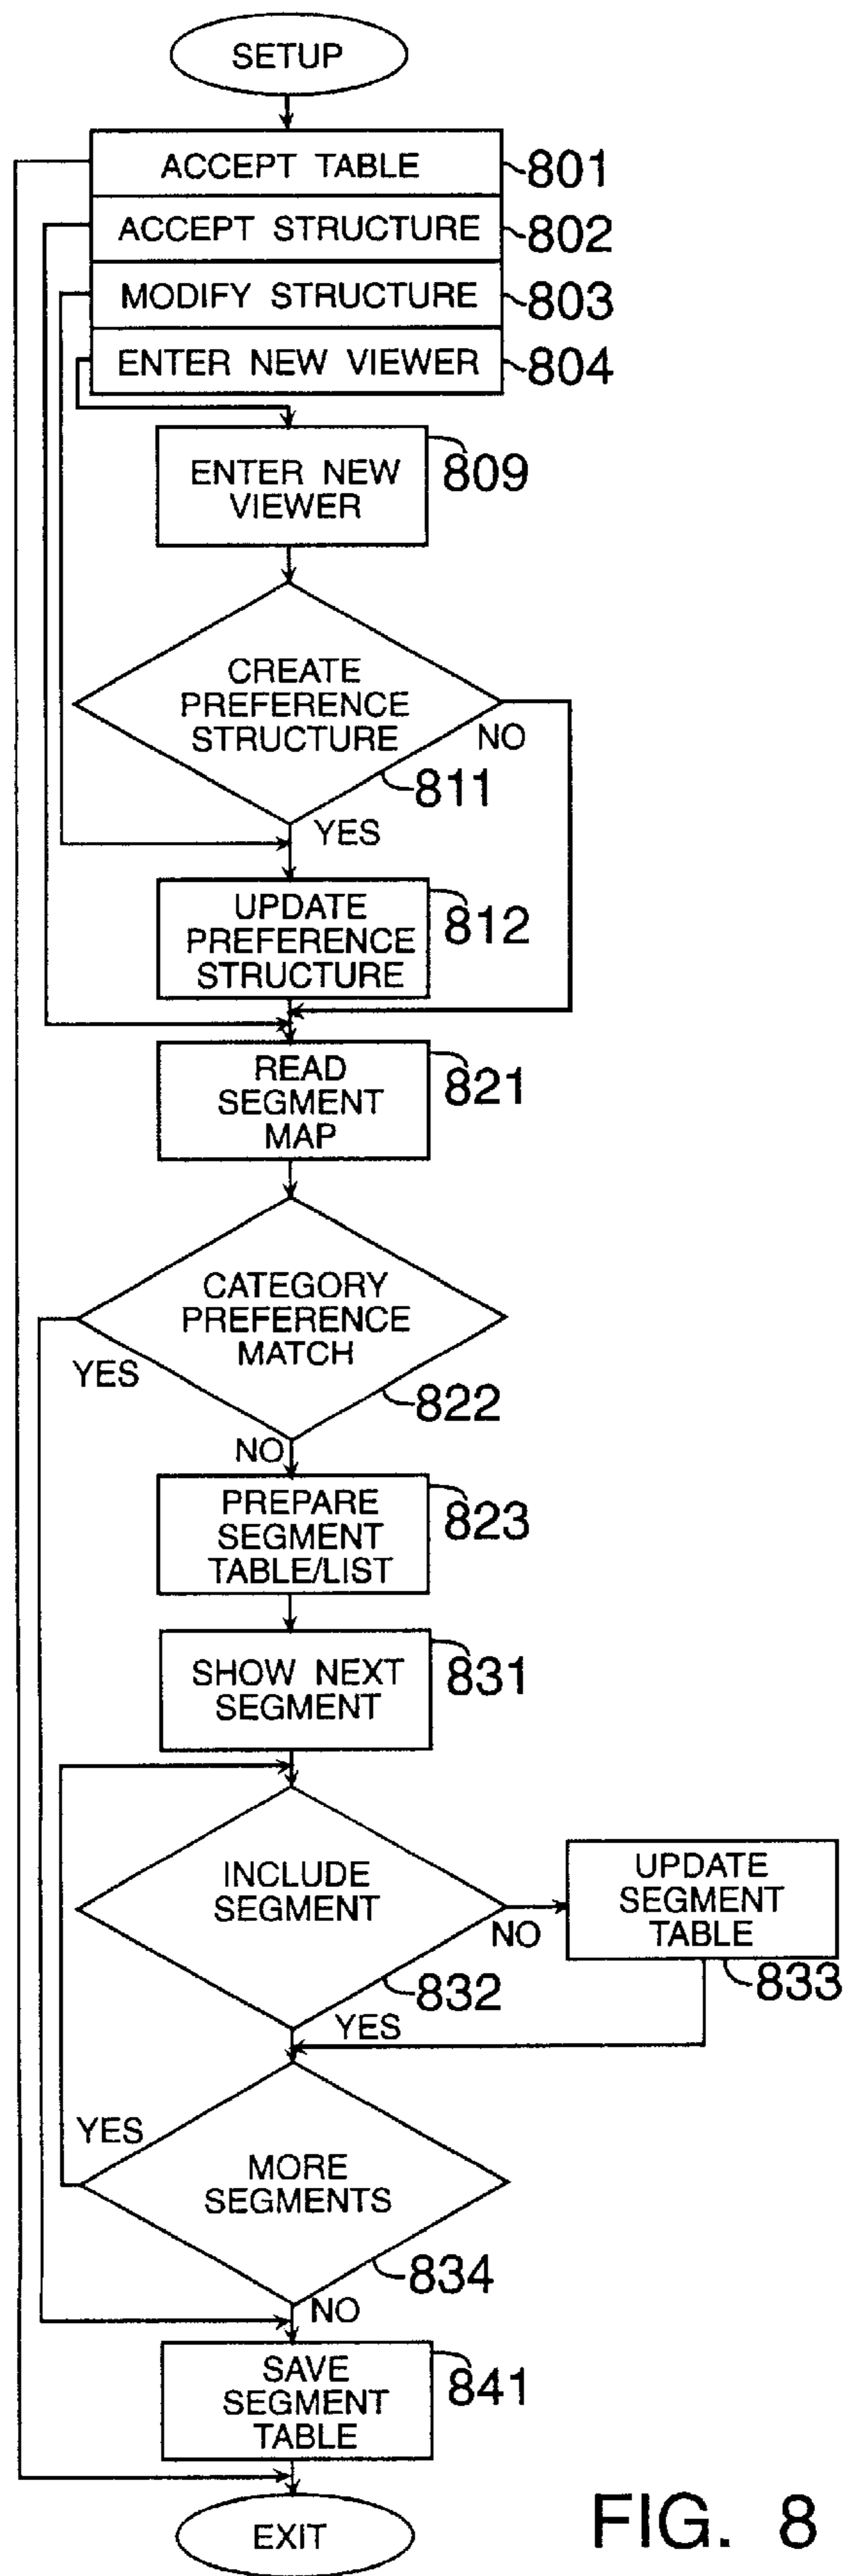 SETUP
ACCEPT TABLE 801
ACCEPT STRUCTURE 802
MODIFY STRUCTURE 803
ENTER NEW VIEWER 804
ENTER NEW
VIEWER
809
CREATE
PREFERENCE
STRUCTURE
NO
811
YES
UPDATE
PREFERENCE
STRUCTURE
812
READ
SEGMENT
MAP
821
CATEGORY
PREFERENCE
MATCH
YES
822
NO
PREPARE
SEGMENT
TABLE/LIST
823
SHOW NEXT
SEGMENT
831
INCLUDE
SEGMENT
NO
832
YES
UPDATE
SEGMENT
TABLE
833
YES
MORE
SEGMENTS
834
NO
SAVE
SEGMENT
TABLE
841
EXIT
FIG. 8